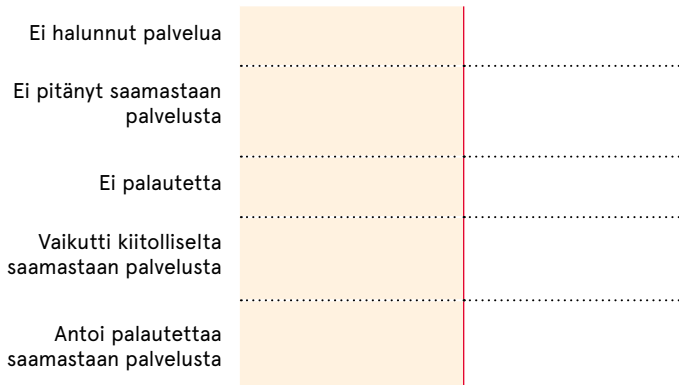 Ei halunnut palvelua
Ei pitänyt saamastaan
palvelusta
Ei palautetta
Vaikutti kiitolliselta
saamastaan palvelusta
Antoi palautettaa
saamastaan palvelusta